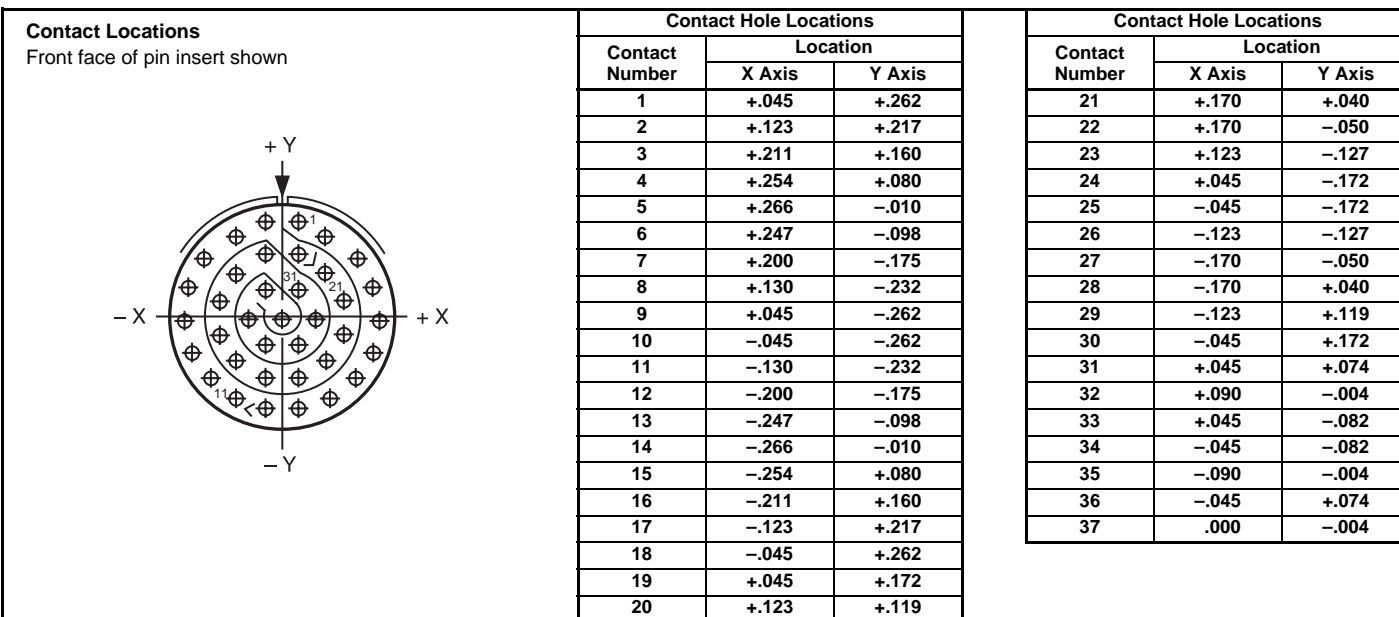 Contact Locations
Front face of pin insert shown
+ Y
1
31
21
– X
+ X
11
– Y
Contact Hole Locations
Contact Number Location
X Axis Y Axis
1 +.045 +.262
2 +.123 +.217
3 +.211 +.160
4 +.254 +.080
5 +.266 –.010
6 +.247 –.098
7 +.200 –.175
8 +.130 –.232
9 +.045 –.262
10 –.045 –.262
11 –.130 –.232
12 –.200 –.175
13 –.247 –.098
14 –.266 –.010
15 –.254 +.080
16 –.211 +.160
17 –.123 +.217
18 –.045 +.262
19 +.045 +.172
20 +.123 +.119
Contact Hole Locations
Contact Number Location
X Axis Y Axis
21 +.170 +.040
22 +.170 –.050
23 +.123 –.127
24 +.045 –.172
25 –.045 –.172
26 –.123 –.127
27 –.170 –.050
28 –.170 +.040
29 –.123 +.119
30 –.045 +.172
31 +.045 +.074
32 +.090 –.004
33 +.045 –.082
34 –.045 –.082
35 –.090 –.004
36 –.045 +.074
37 .000 –.004